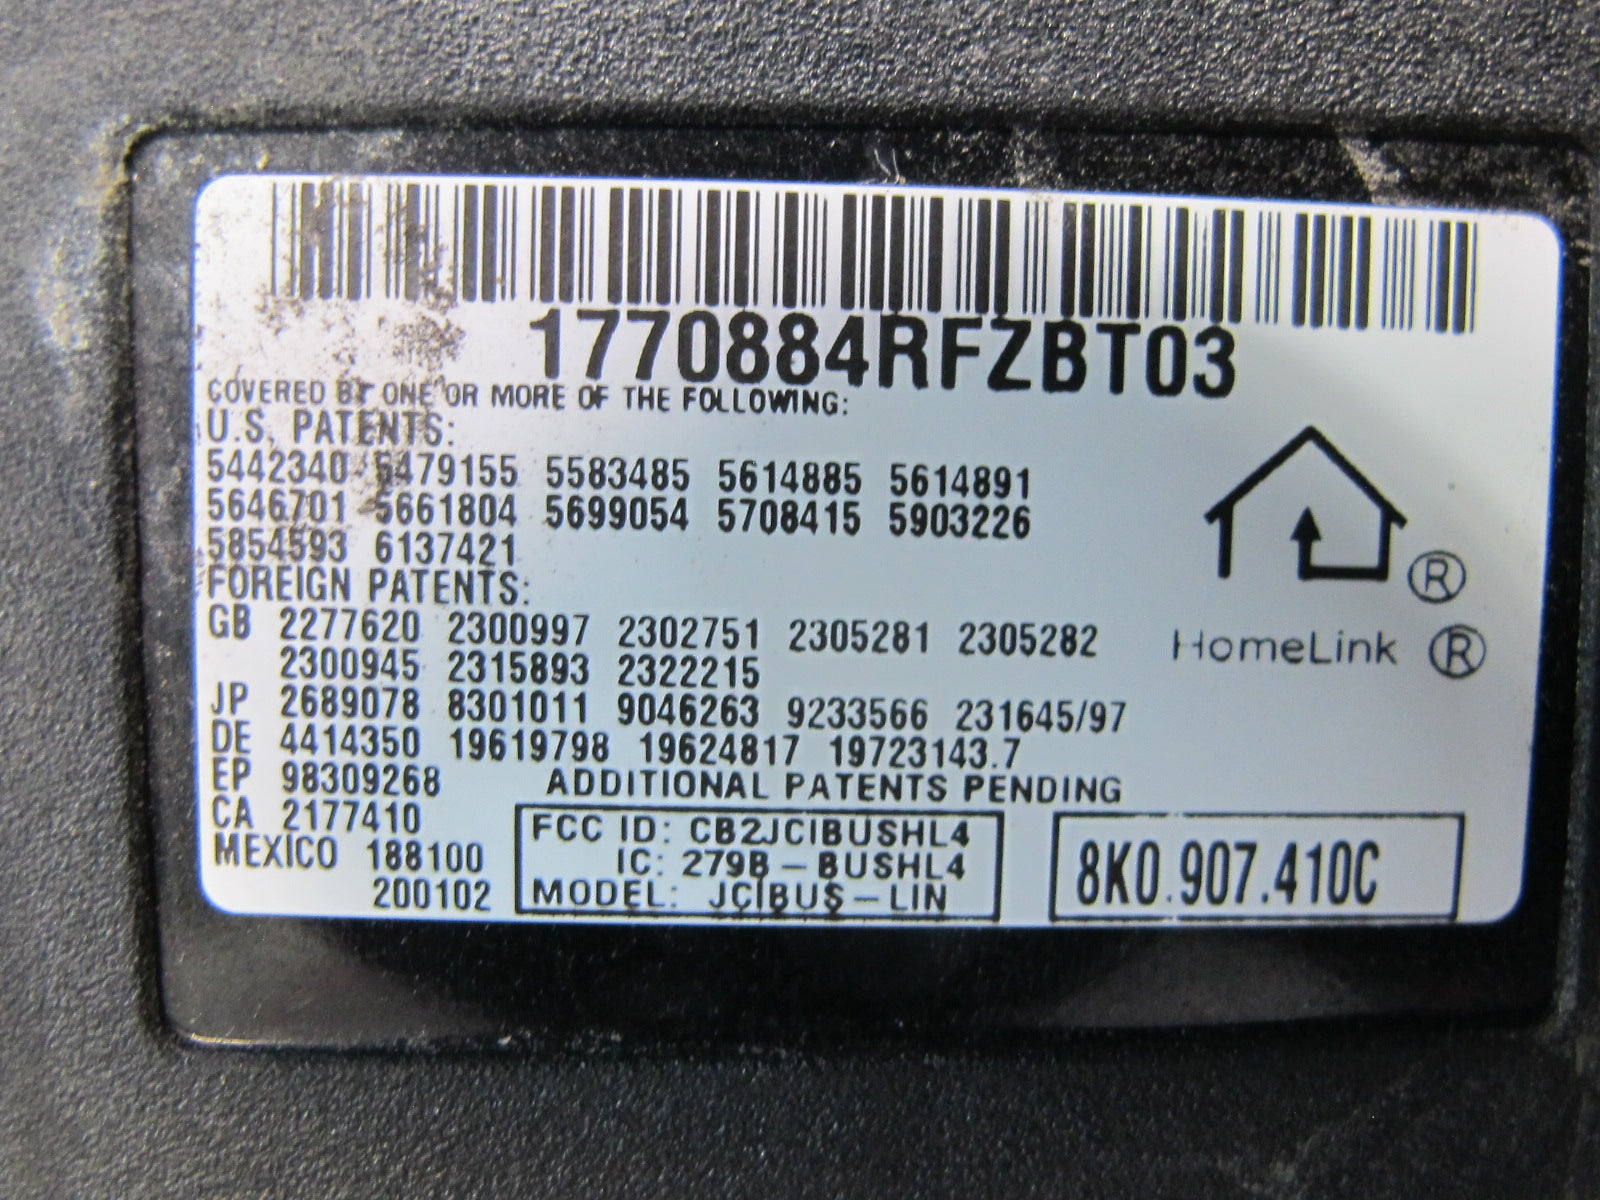 1770884RFZBT03
COVERED BY ONE OR MORE OF THE FOLLOWING:
U.S. PATENTS:
5442340 5479155 5583485 5614885 5614891
5646701 5661804 5699054 5708415 5903226
5854593 6137421
FOREIGN PATENTS:
GB 2277620 2300997 2302751 2305281 2305282
2300945 2315893 2322215
JP 2689078 8301011 9046263 9233566 231645/97
DE 4414350 19619798 19624817 19723143.7
EP 98309268 ADDITIONAL PATENTS PENDING
CA 2177410
MEXICO 188100
200102
FCC ID: CB2JCIBUSHL4
IC: 279B-BUSHL4
MODEL: JCIBUS-LIN
8K0.907.410C
®
HomeLink ®